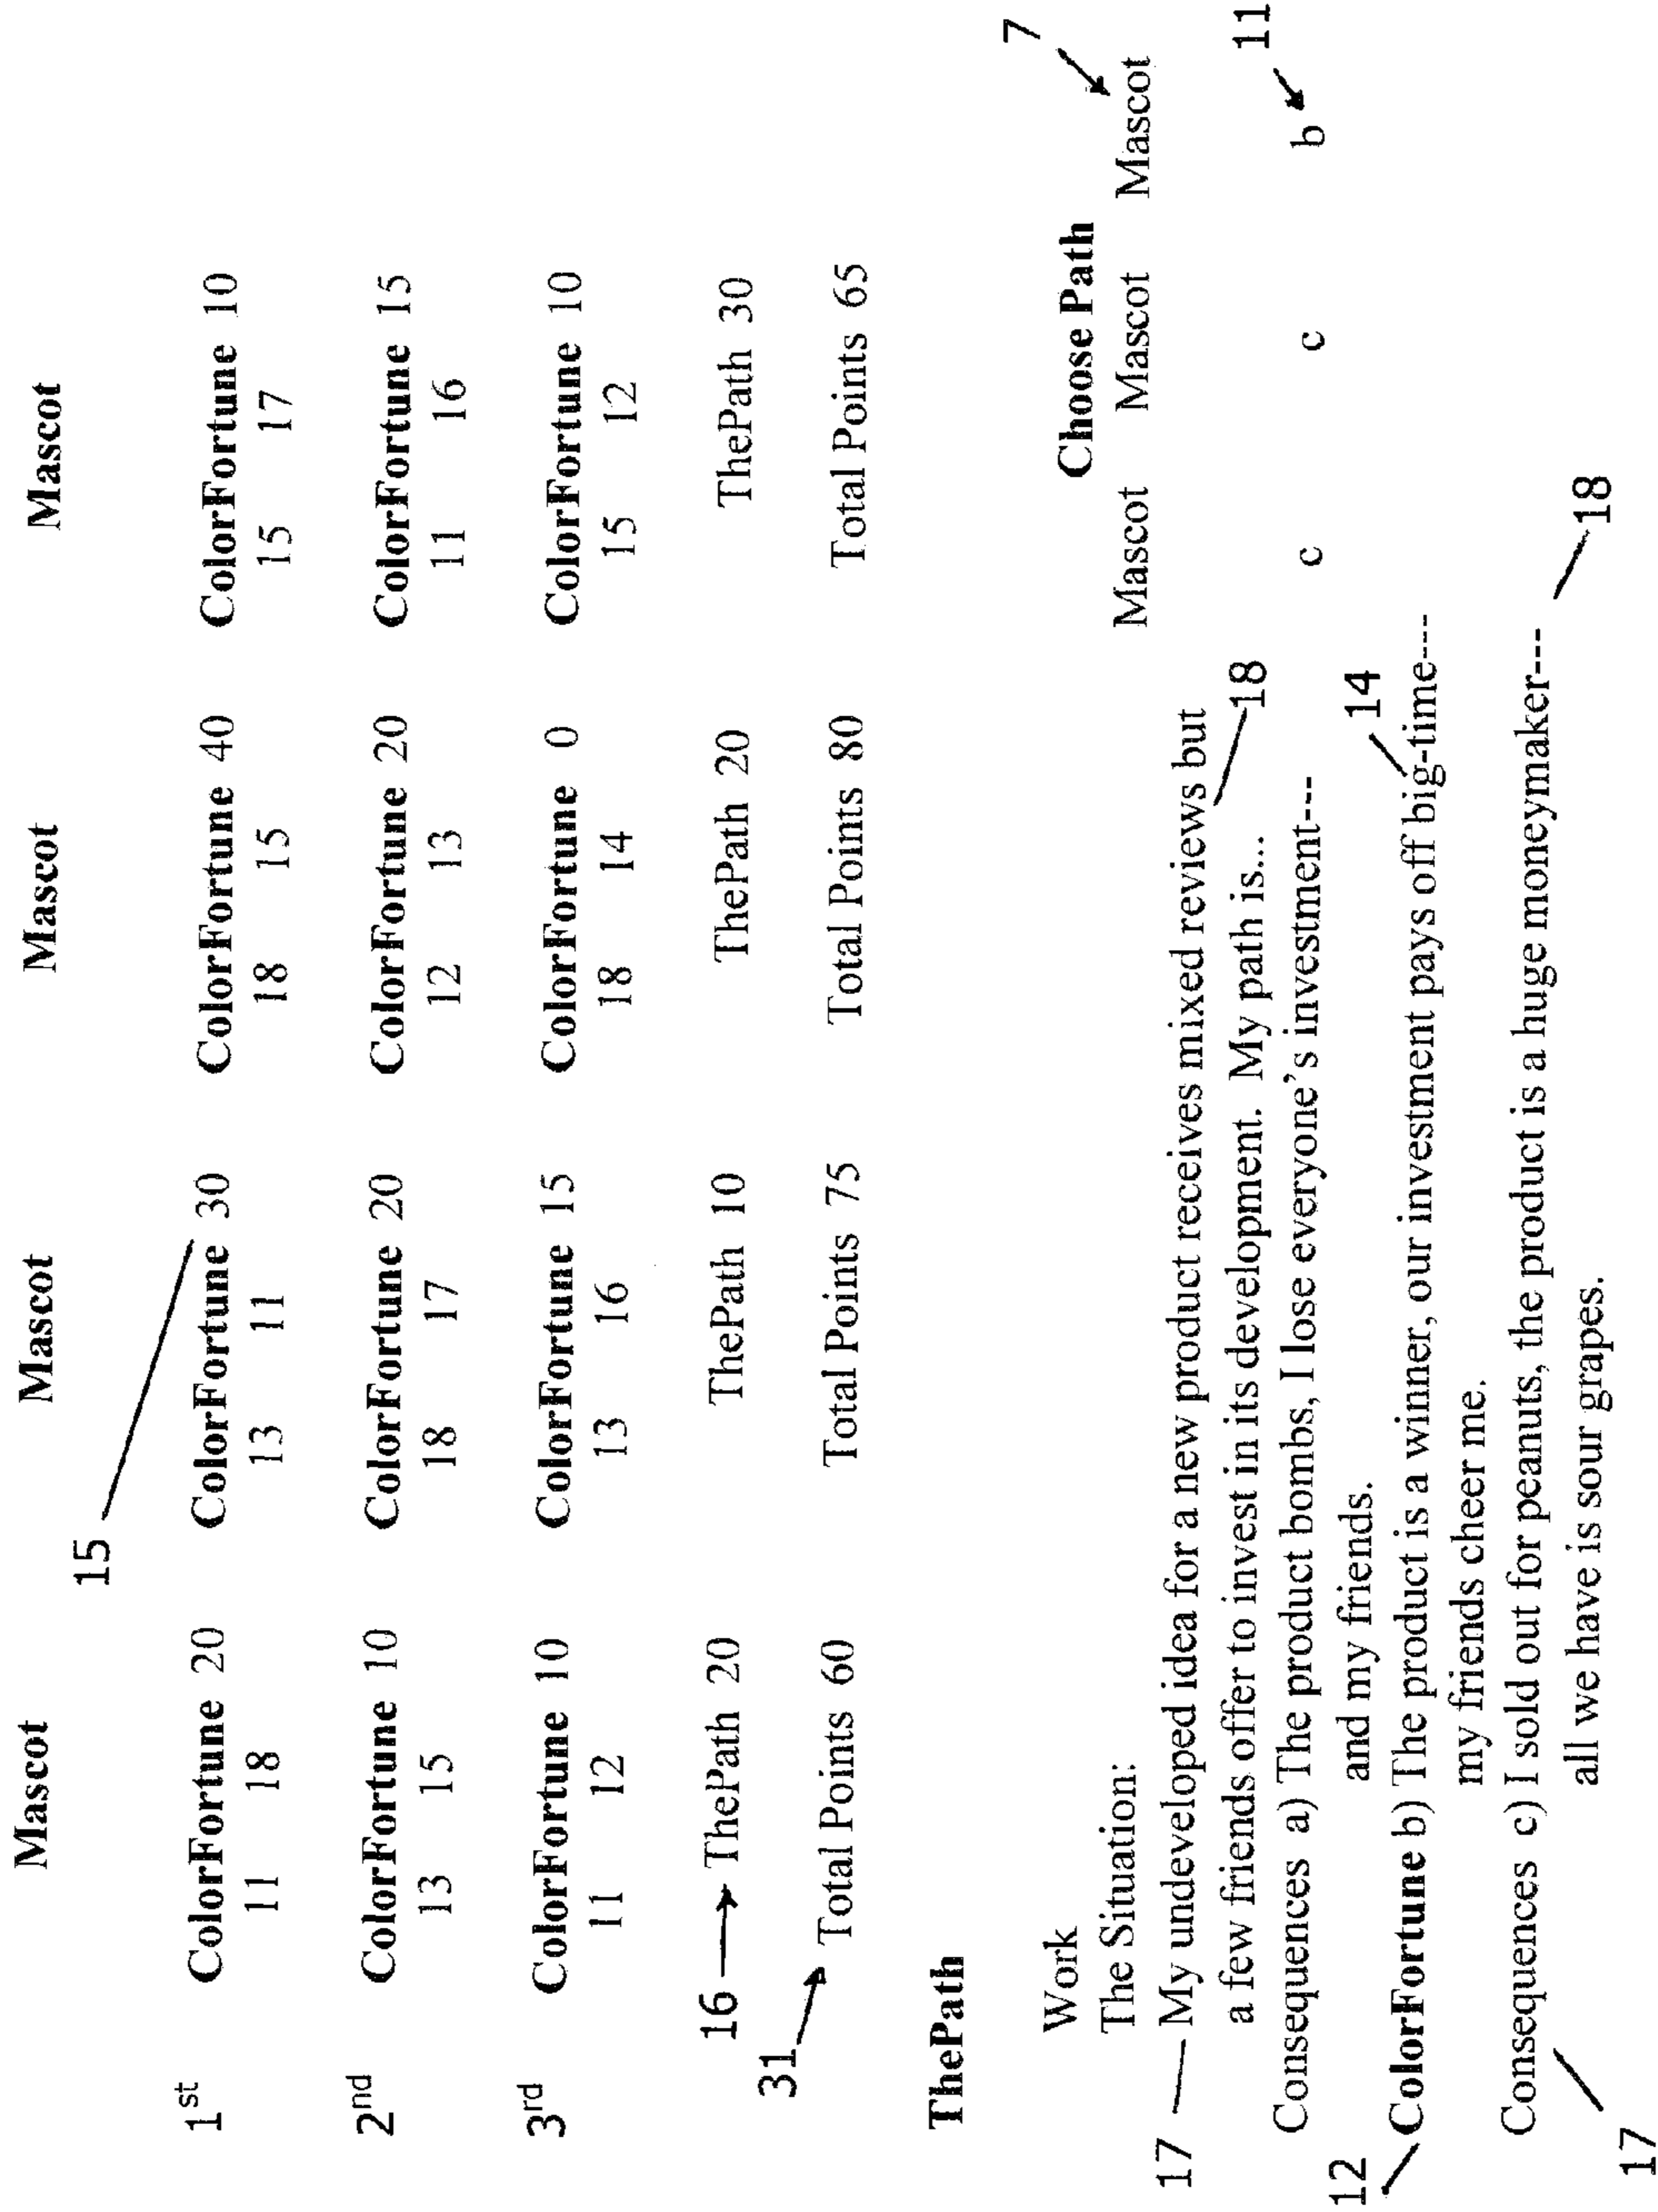 Mascot Mascot Mascot Mascot
15
1st ColorFortune 20 ColorFortune 30 ColorFortune 40 ColorFortune 10
11 18 13 11 18 15 15 17
2nd ColorFortune 10 ColorFortune 20 ColorFortune 20 ColorFortune 15
13 15 18 17 12 13 11 16
3rd ColorFortune 10 ColorFortune 15 ColorFortune 0 ColorFortune 10
11 12 13 16 18 14 15 12
16 ThePath 20 ThePath 10 ThePath 20 ThePath 30
31 Total Points 60 Total Points 75 Total Points 80 Total Points 65
ThePath
7
Work Choose Path
The Situation: Mascot Mascot Mascot
17 My undeveloped idea for a new product receives mixed reviews but
a few friends offer to invest in its development. My path is... 18 11
Consequences a) The product bombs, I lose everyone's investment--- c c b
and my friends. 14
12 ColorFortune b) The product is a winner, our investment pays off big-time----
my friends cheer me.
Consequences c) I sold out for peanuts, the product is a huge moneymaker---
all we have is sour grapes. 18
17